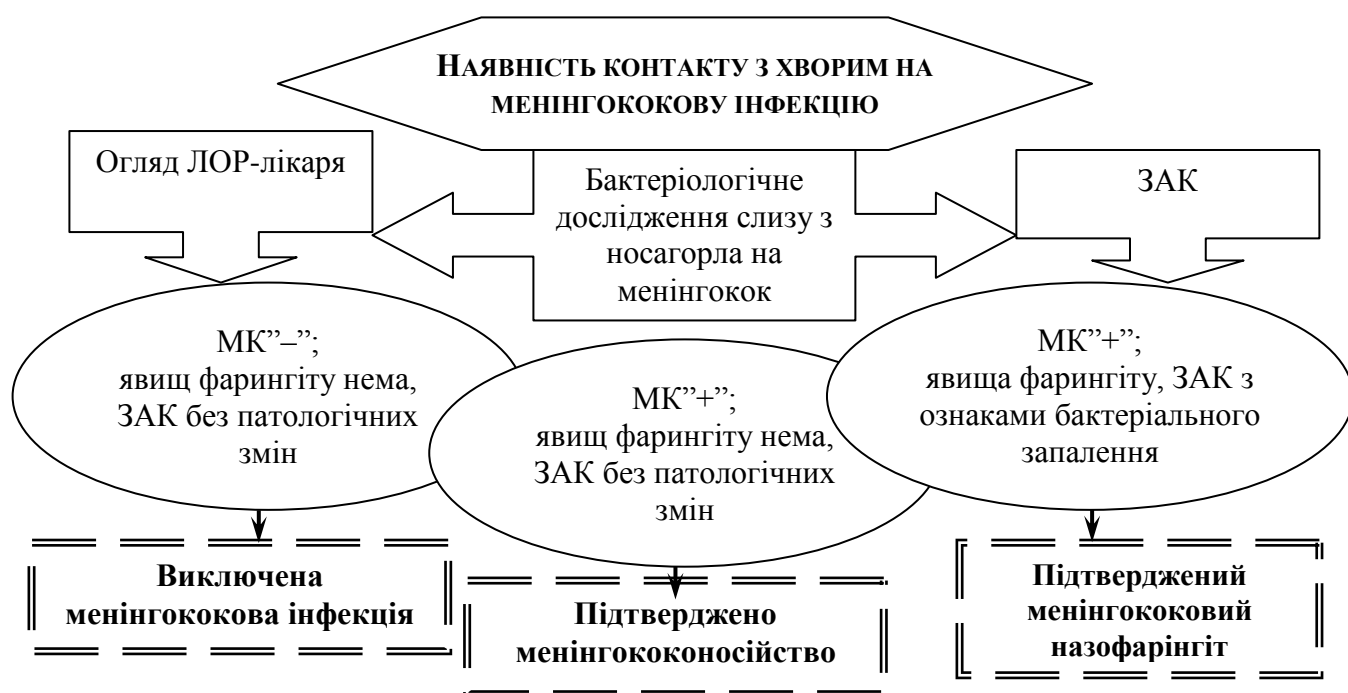 НАЯВНІСТЬ КОНТАКТУ З ХВОРИМ НА
МЕНІНГОКОКОВУ ІНФЕКЦІЮ
Огляд ЛОР-лікаря
Бактеріологічне
дослідження слизу з
носагорла на
менінгокок
ЗАК
МК”–”;
явищ фарингіту нема,
ЗАК без патологічних
змін
МК”+”;
явищ фарингіту нема,
ЗАК без патологічних
змін
МК”+”;
явища фарингіту, ЗАК з
ознаками бактеріального
запалення
Виключена
менінгококова інфекція
Підтверджено
менінгококоносійство
Підтверджений
менінгококовий
назофарінгіт